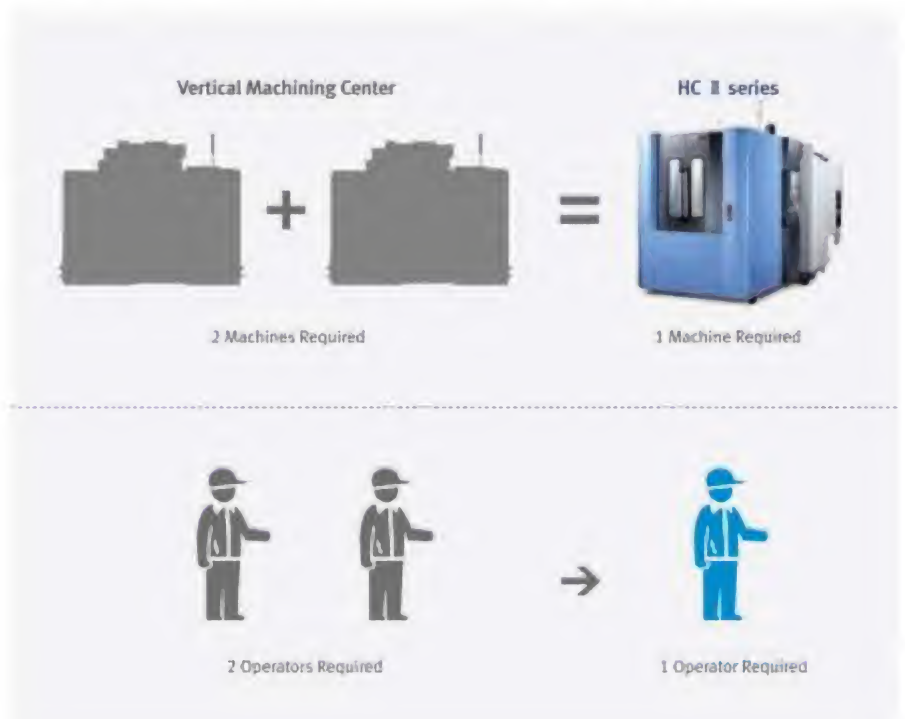 Vertical Machining Center
HC Ⅱ series
2 Machines Required
1 Machine Required
2 Operators Required
1 Operator Required